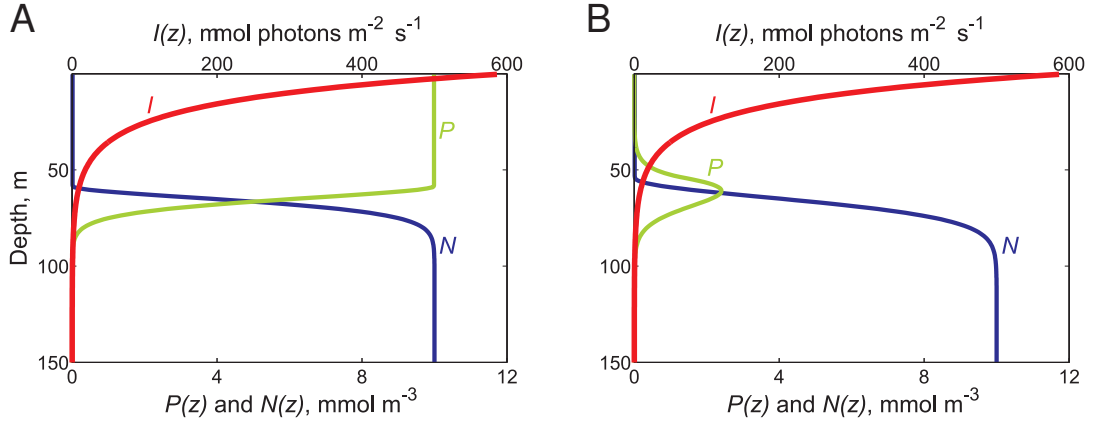 A
I(z), mmol photons m⁻² s⁻¹
0 200 400 600
I
P
N
50
100
150
Depth, m
0 4 8 12
P(z) and N(z), mmol m⁻³
B
I(z), mmol photons m⁻² s⁻¹
0 200 400 600
I
P
N
50
100
150
0 4 8 12
P(z) and N(z), mmol m⁻³